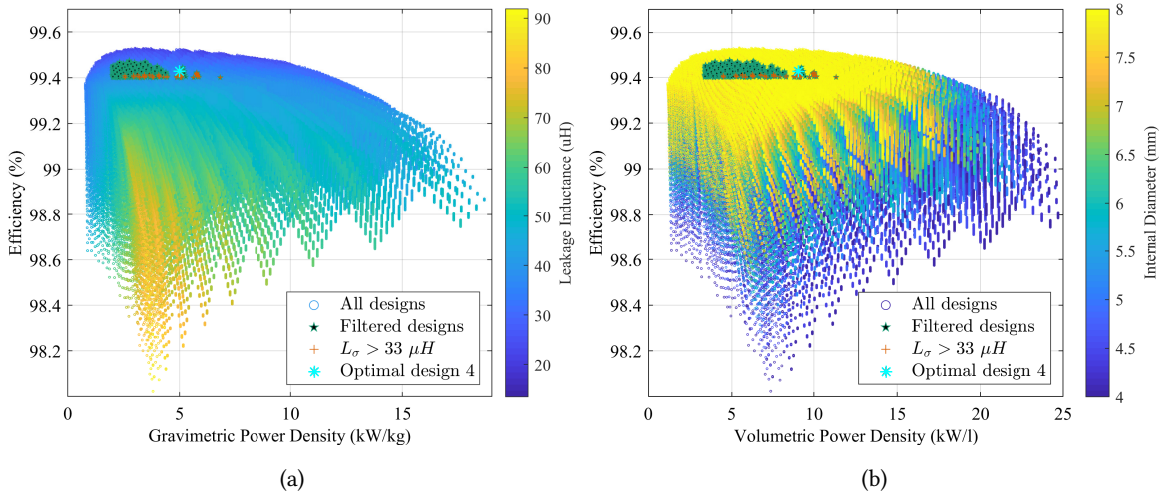 99.6
99.4
99.2
99
98.8
98.6
98.4
98.2
Efficiency (%)
0
5
10
15
Gravimetric Power Density (kW/kg)
All designs
Filtered designs
Lσ > 33 μH
Optimal design 4
90
80
70
60
50
40
30
20
Leakage Inductance (uH)
(a)
99.6
99.4
99.2
99
98.8
98.6
98.4
98.2
Efficiency (%)
0
5
10
15
20
25
Volumetric Power Density (kW/l)
All designs
Filtered designs
Lσ > 33 μH
Optimal design 4
8
7.5
7
6.5
6
5.5
5
4.5
4
Internal Diameter (mm)
(b)